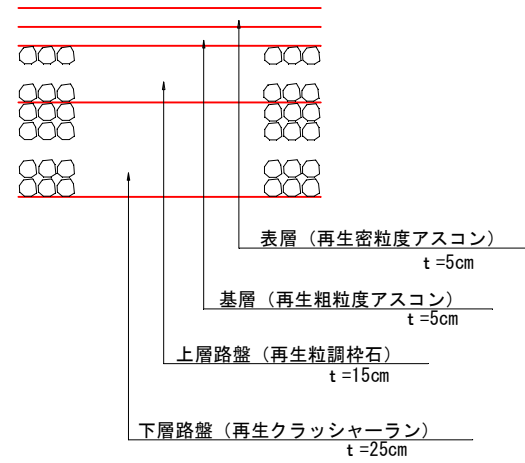 表層（再生密粒度アスコン）
t=5cm
基層（再生粗粒度アスコン）
t=5cm
上層路盤（再生粒調枠石）
t=15cm
下層路盤（再生クラッシャーラン）
t=25cm